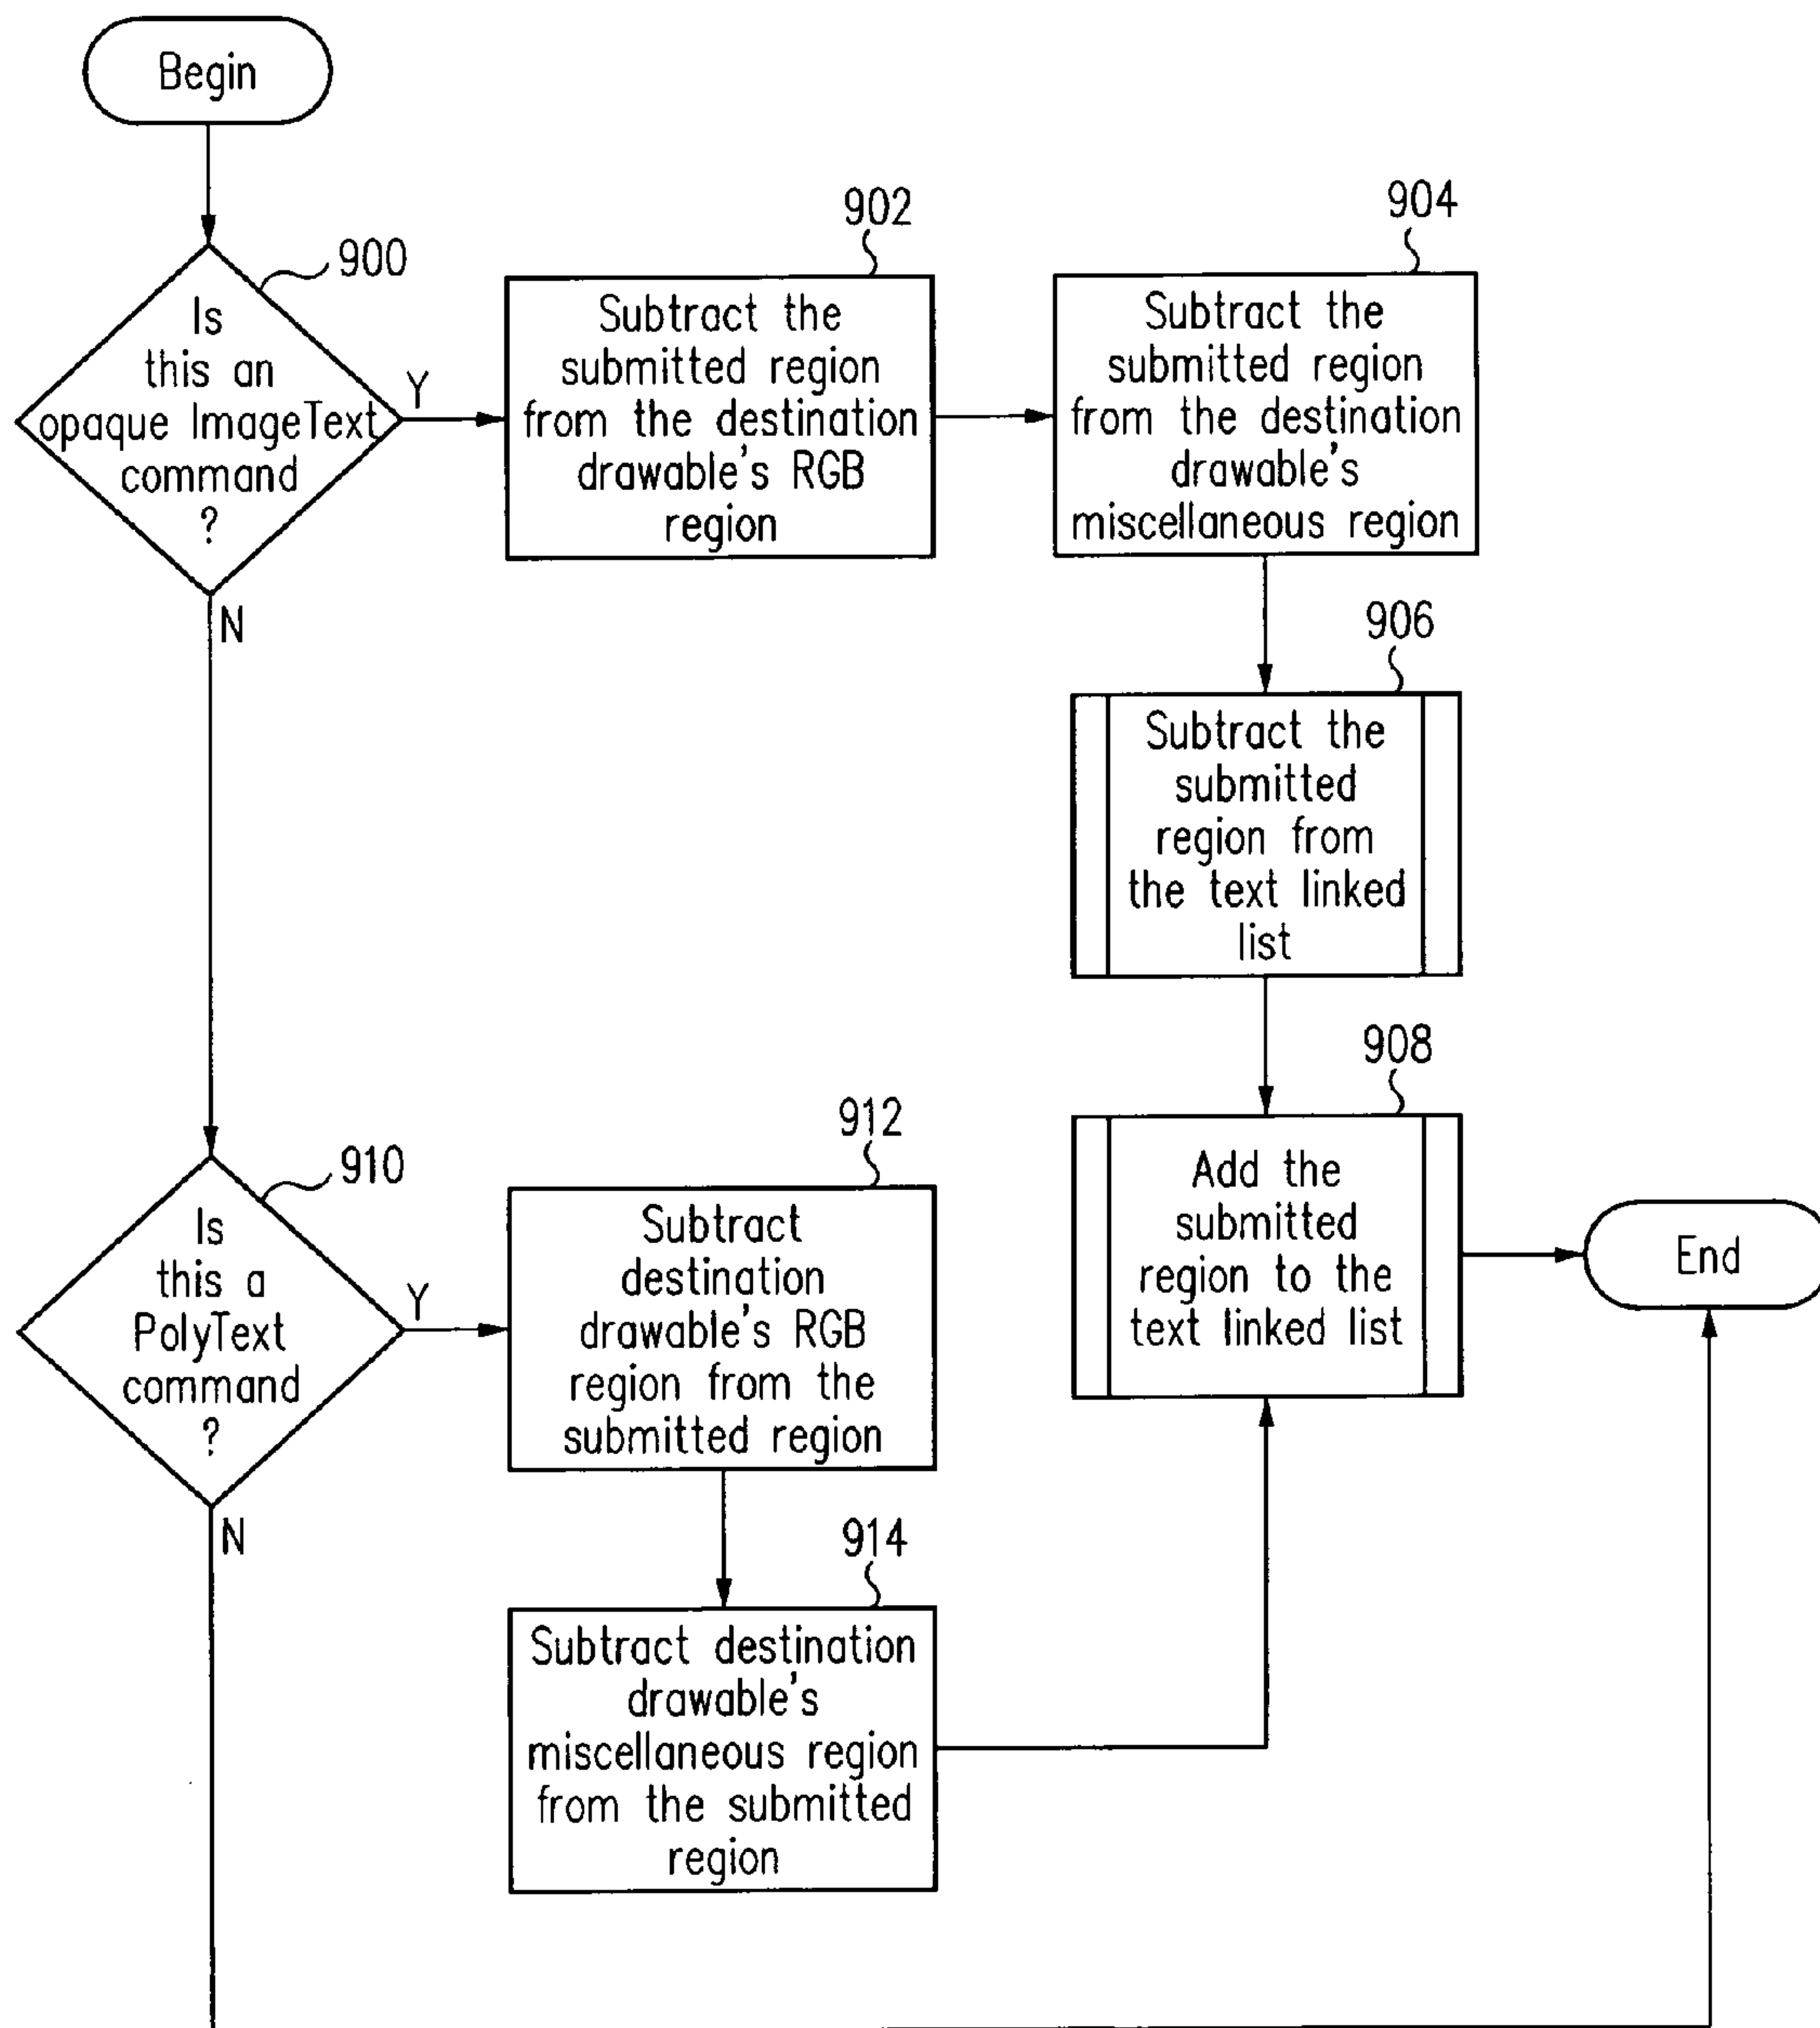 Begin
900
Is
this an
opaque ImageText
command
?
Y
N
902
Subtract the
submitted region
from the destination
drawable's RGB
region
904
Subtract the
submitted region
from the destination
drawable's
miscellaneous region
906
Subtract the
submitted
region from
the text linked
list
908
Add the
submitted
region to the
text linked list
End
910
Is
this a
PolyText
command
?
Y
N
912
Subtract
destination
drawable's RGB
region from the
submitted region
914
Subtract destination
drawable's
miscellaneous region
from the submitted
region